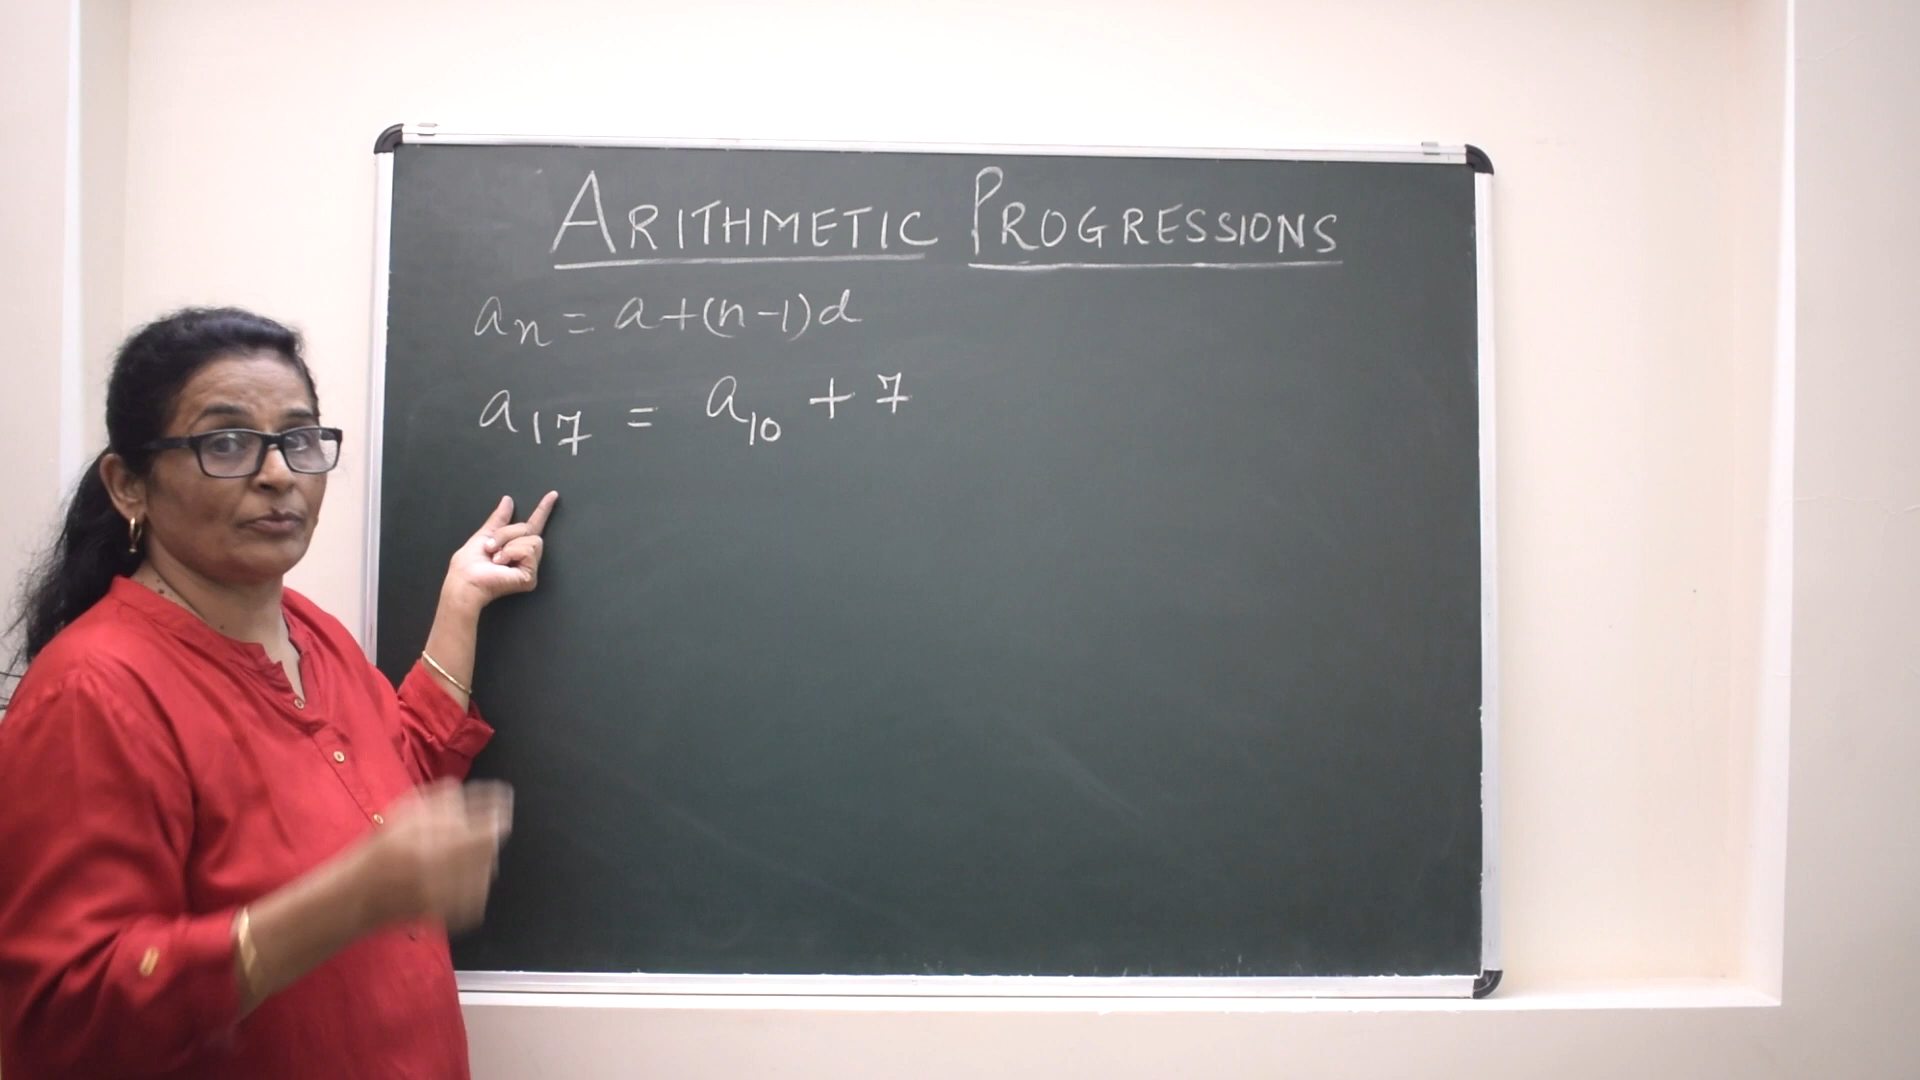 ARITHMETIC PROGRESSIONS
aₙ = a+(n-1)d
a₁₇ = a₁₀ + 7